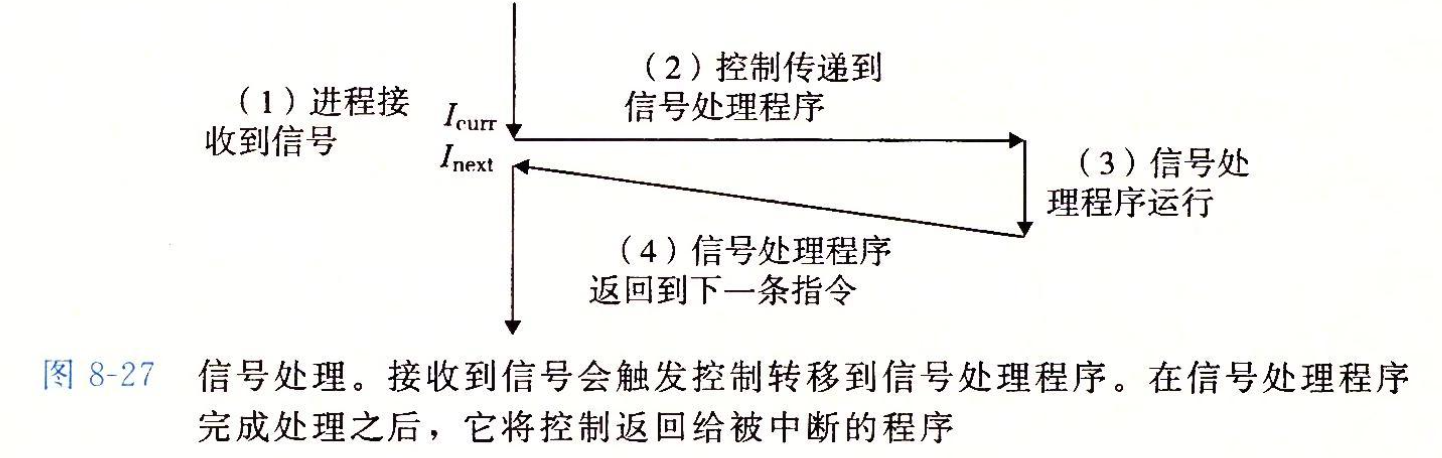 (2)控制传递到
信号处理程序
(1)进程接
收到信号
Icurr
Inext
(3)信号处
理程序运行
(4)信号处理程序
返回到下一条指令
图 8-27 信号处理。接收到信号会触发控制转移到信号处理程序。在信号处理程序
完成处理之后，它将控制返回给被中断的程序